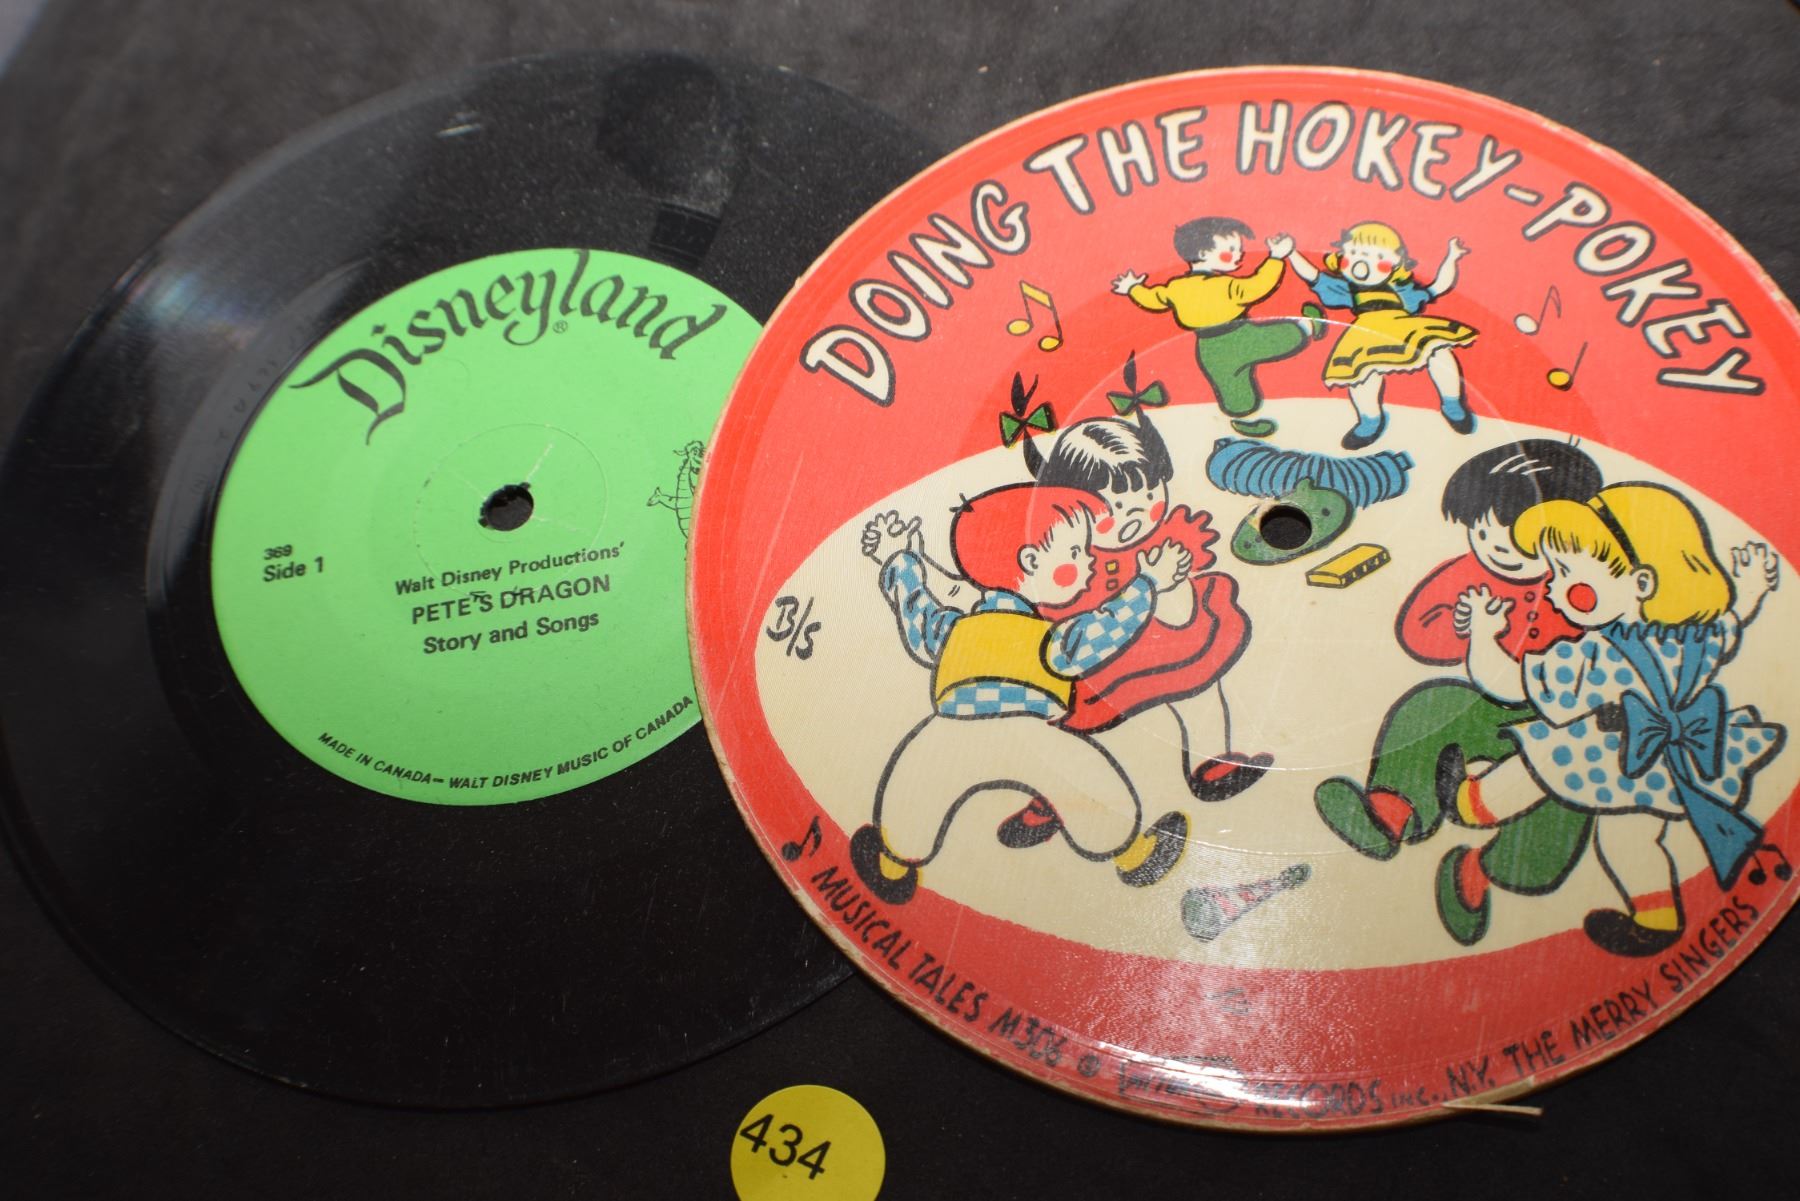 Disneyland®
369
Side 1
Walt Disney Productions'
PETE'S DRAGON
Story and Songs
MADE IN CANADA — WALT DISNEY MUSIC OF CANADA
DOING THE HOKEY-POKEY
B/s
MUSICAL TALES M306 © RECORDS INC., N.Y. THE MERRY SINGERS
434